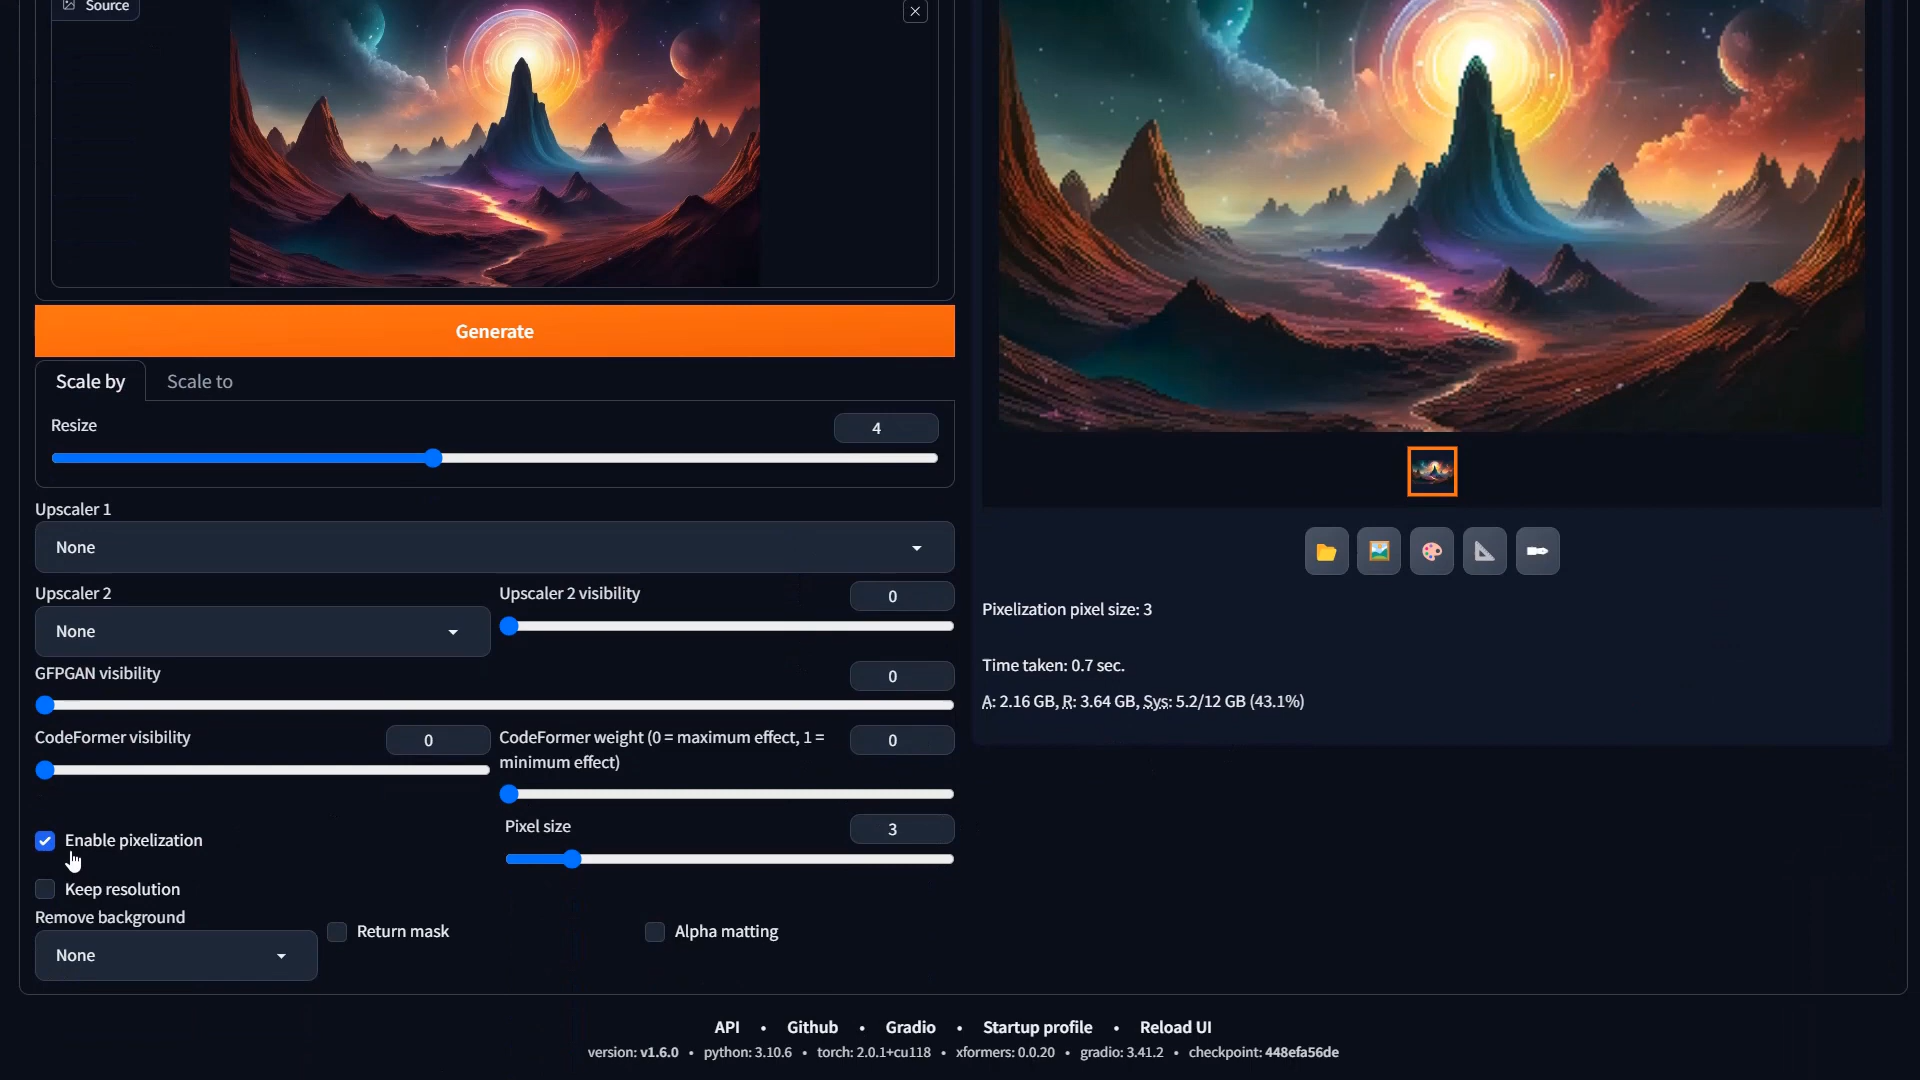 Source
Generate
Scale by
Scale to
Resize
4
Upscaler 1
None
Upscaler 2
None
Upscaler 2 visibility
0
GFPGAN visibility
0
CodeFormer visibility
0
CodeFormer weight (0 = maximum effect, 1 =
minimum effect)
0
Enable pixelization
Pixel size
3
Keep resolution
Remove background
None
Return mask
Alpha matting
Pixelization pixel size: 3
Time taken: 0.7 sec.
A: 2.16 GB, R: 3.64 GB, Sys: 5.2/12 GB (43.1%)
API • Github • Gradio • Startup profile • Reload UI
version: v1.6.0 • python: 3.10.6 • torch: 2.0.1+cu118 • xformers: 0.0.20 • gradio: 3.41.2 • checkpoint: 448efa56de